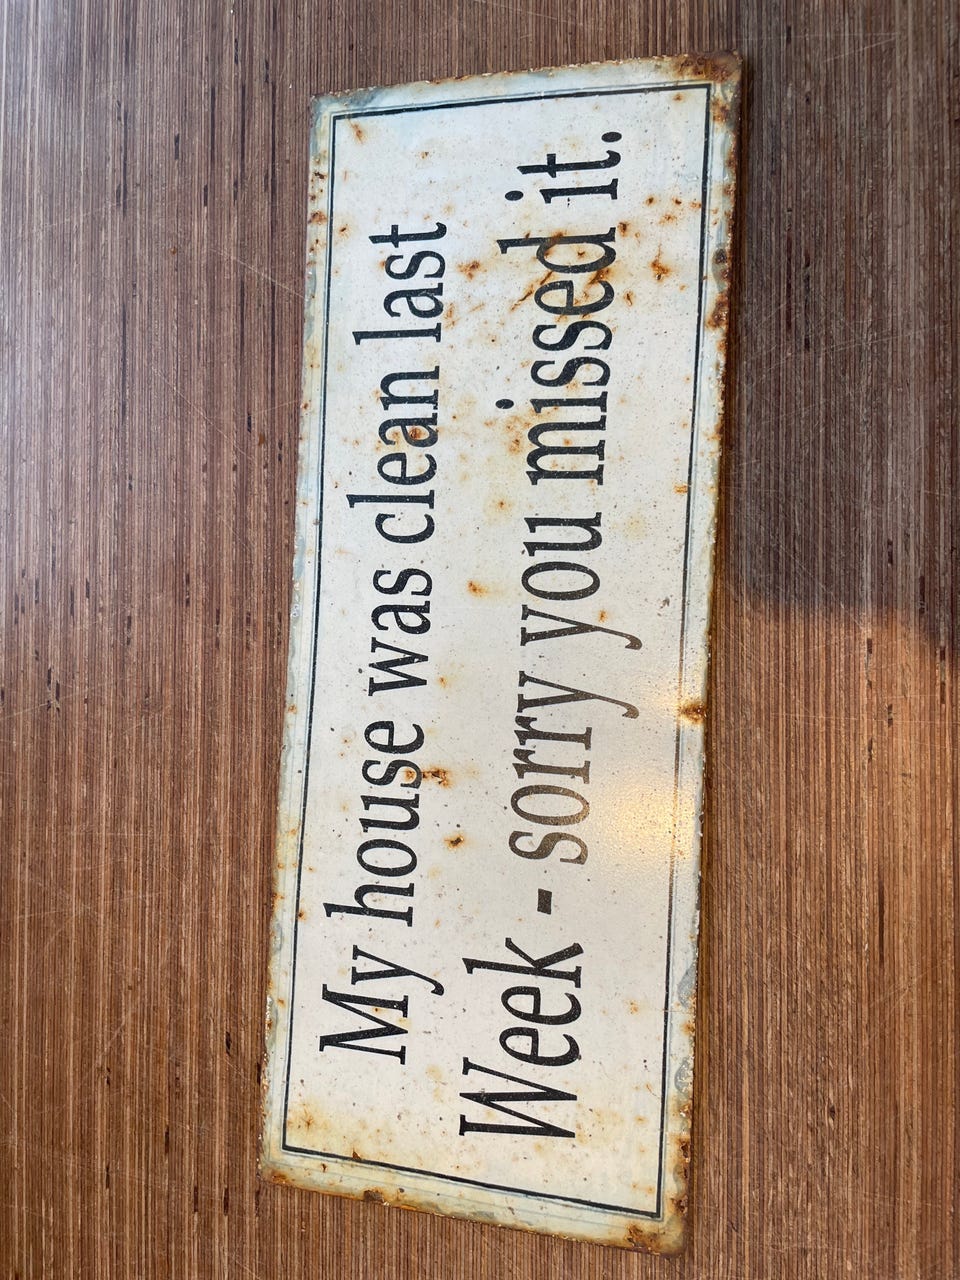 My house was clean last
Week - sorry you missed it.